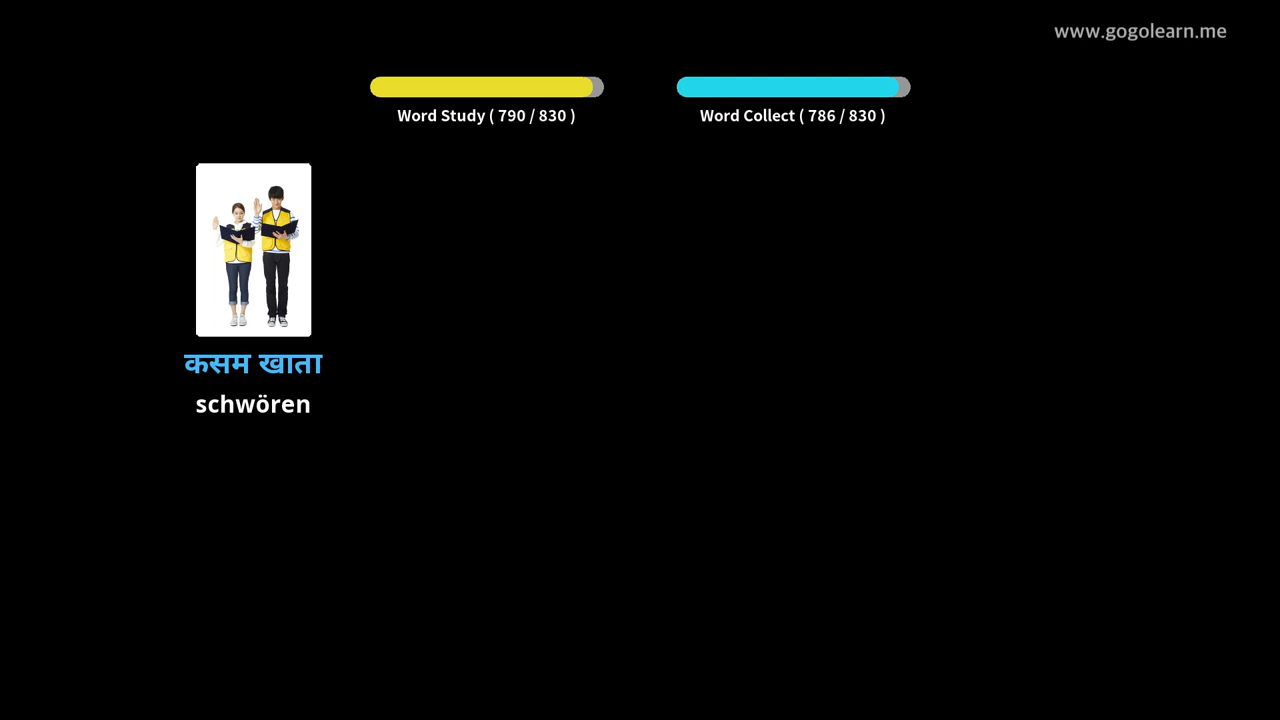 www.gogolearn.me
Word Study ( 790 / 830 )
Word Collect ( 786 / 830 )
कसम खाता
schwören